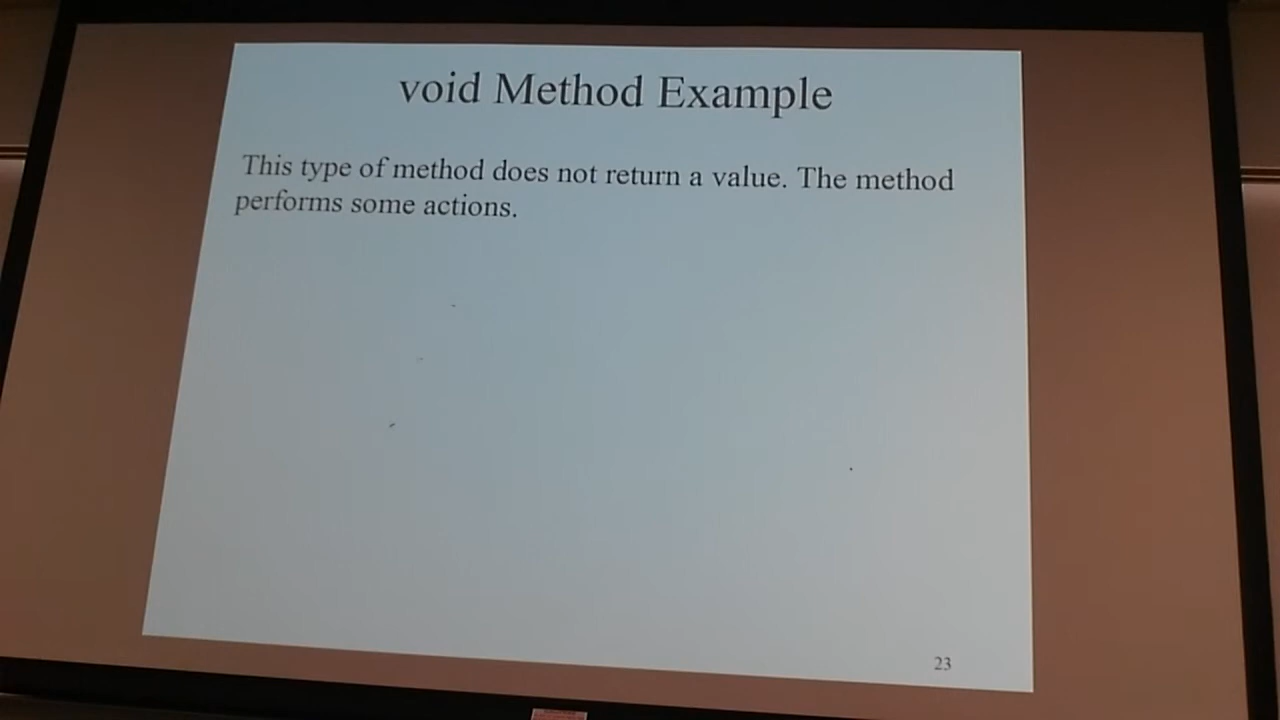 void Method Example
This type of method does not return a value. The method
performs some actions.
23